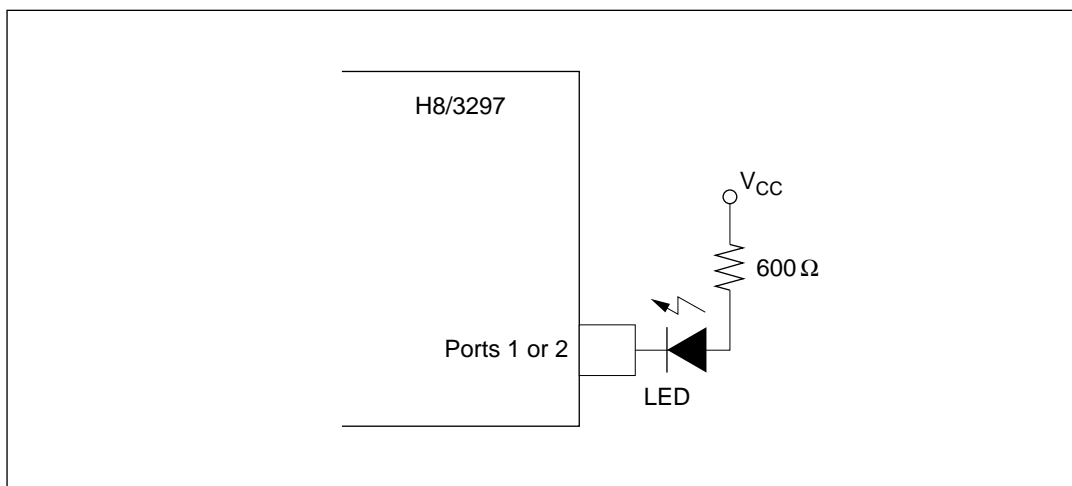 H8/3297
VCC
600 Ω
Ports 1 or 2
LED